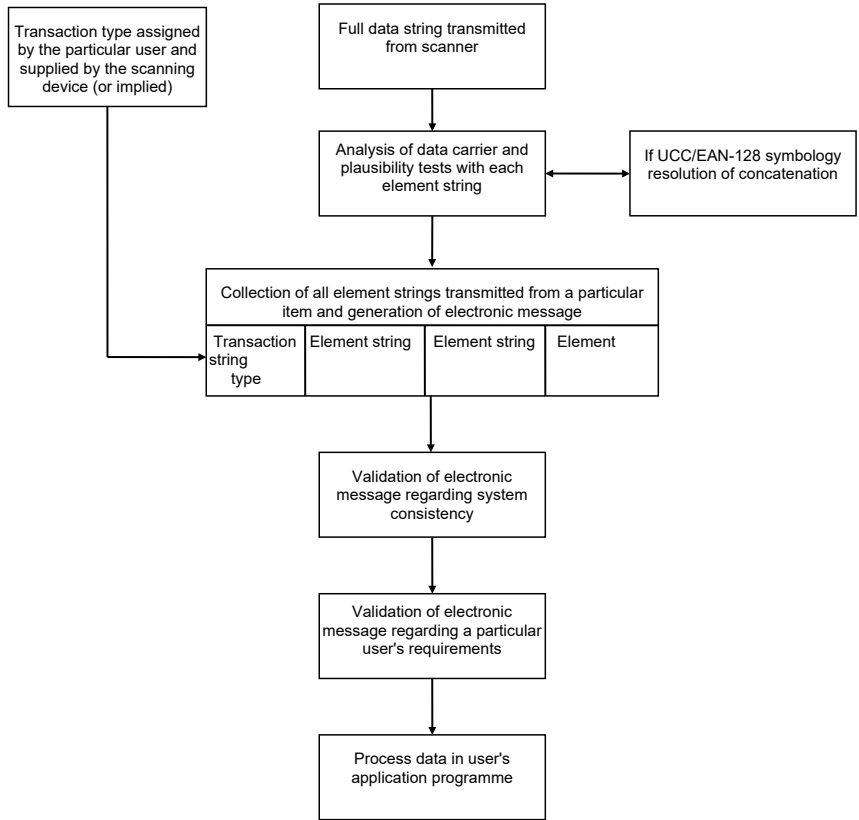 Transaction type assigned
by the particular user and
supplied by the scanning
device (or implied)
Full data string transmitted
from scanner
Analysis of data carrier and
plausibility tests with each
element string
If UCC/EAN-128 symbology
resolution of concatenation
Collection of all element strings transmitted from a particular
item and generation of electronic message
Transaction
string
type
Element string
Element string
Element
Validation of electronic
message regarding system
consistency
Validation of electronic
message regarding a particular
user's requirements
Process data in user's
application programme